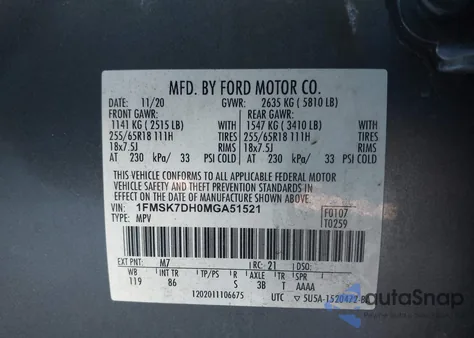 MFD. BY FORD MOTOR CO.
DATE: 11/20 GVWR: 2635 KG ( 5810 LB)
FRONT GAWR: REAR GAWR:
1141 KG ( 2515 LB) WITH 1547 KG ( 3410 LB) WITH
255/65R18 111H TIRES 255/65R18 111H TIRES
18x7.5J RIMS 18x7.5J RIMS
AT 230 kPa/ 33 PSI COLD AT 230 kPa/ 33 PSI COLD
THIS VEHICLE CONFORMS TO ALL APPLICABLE FEDERAL MOTOR
VEHICLE SAFETY AND THEFT PREVENTION STANDARDS IN
EFFECT ON THE DATE OF MANUFACTURE SHOWN ABOVE.
VIN: 1FMSK7DH0MGA51521 F0107
TYPE: MPV T0259
EXT PNT: M7 RC: 21 DSO:
WB INT TR TP/PS R AXLE TR SPR
119 86 S 3B T AAAA
1202011106675 UTC ▽ 5U5A-1520472-
autoSnap
by Carfast